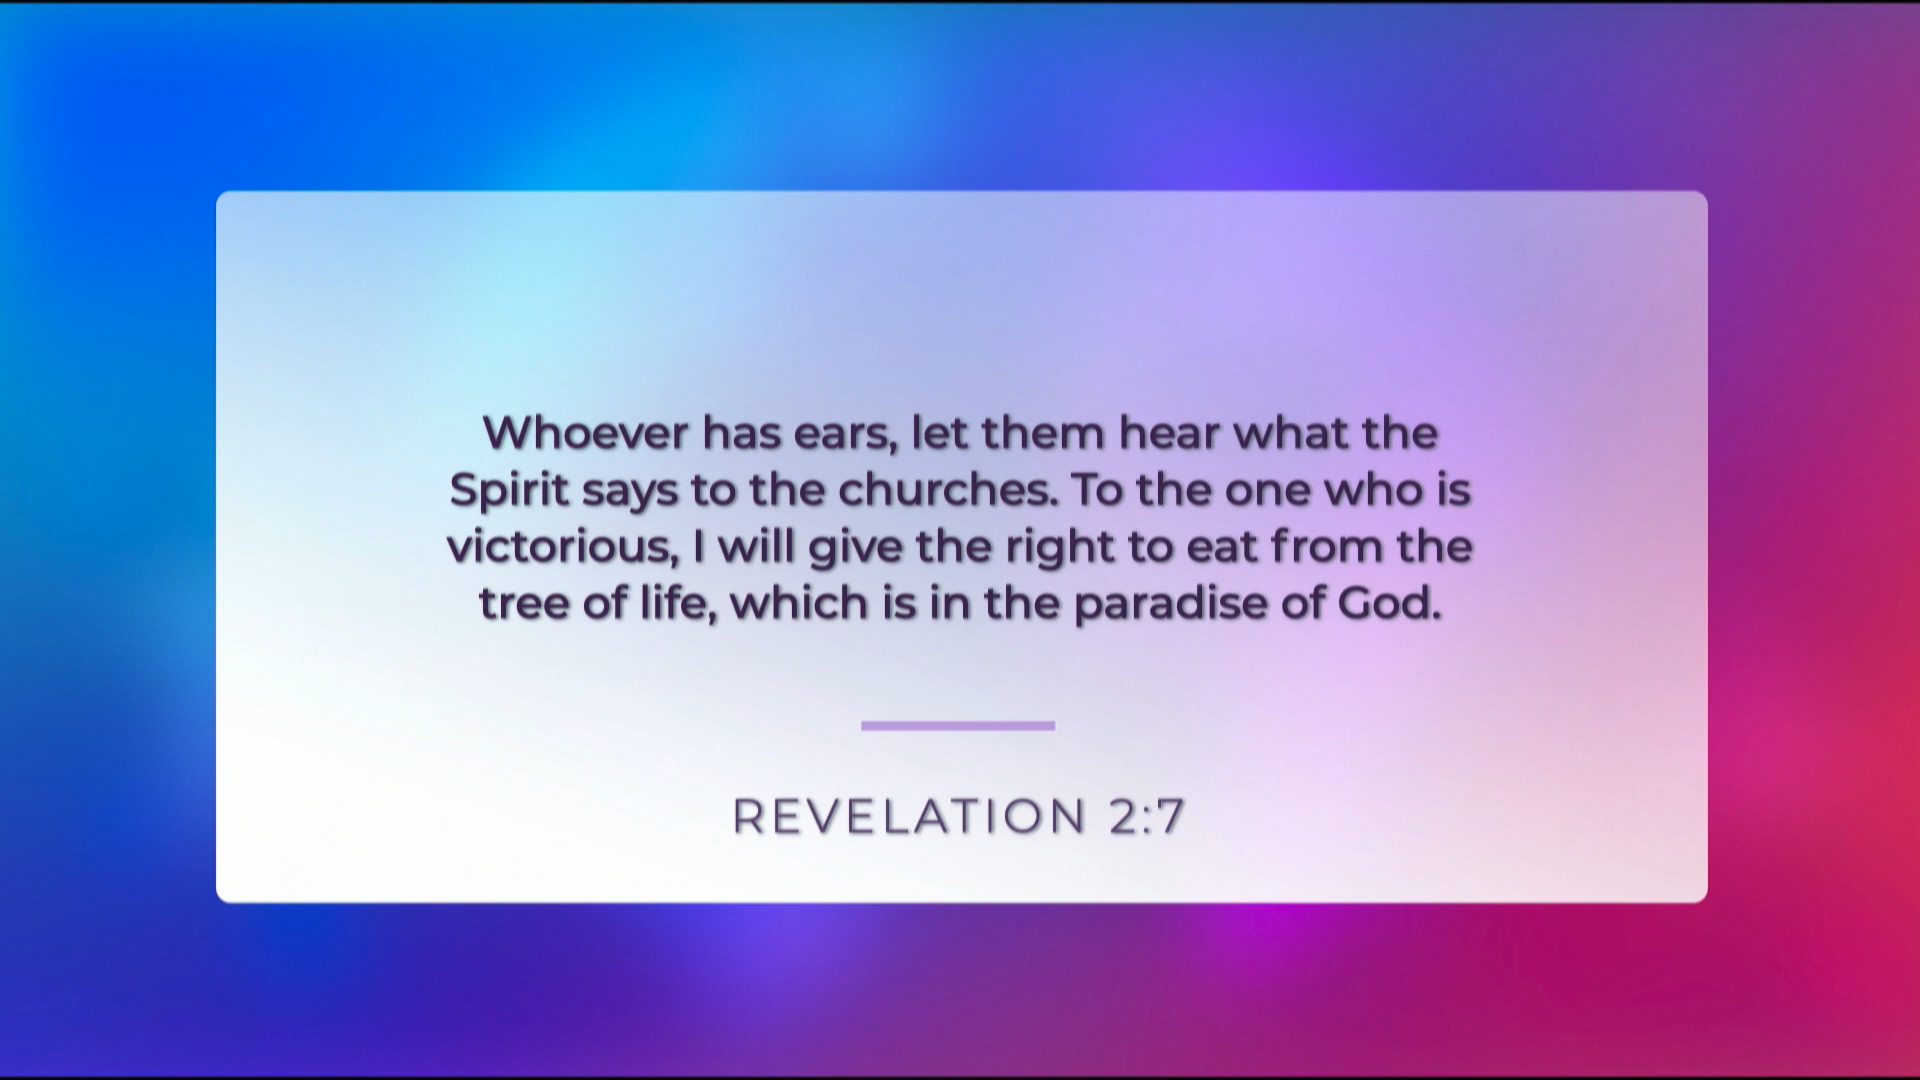 Whoever has ears, let them hear what the
Spirit says to the churches. To the one who is
victorious, I will give the right to eat from the
tree of life, which is in the paradise of God.
REVELATION 2:7